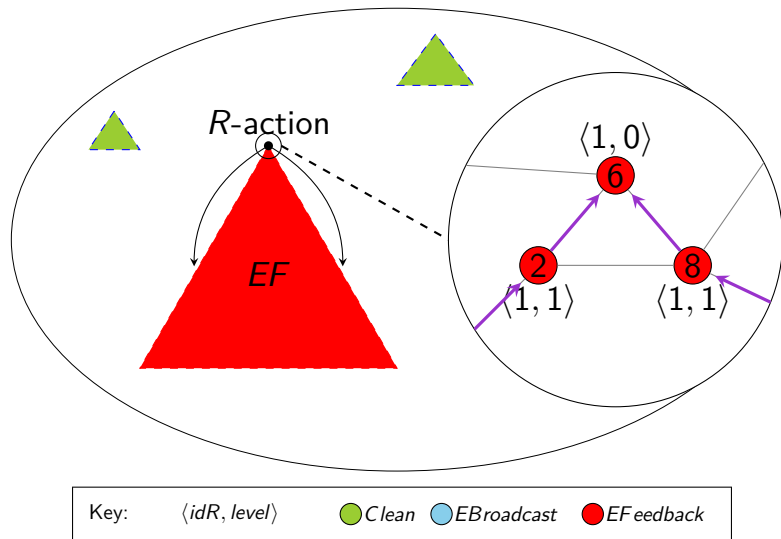 R-action
EF
⟨1, 0⟩
6
2
8
⟨1, 1⟩
⟨1, 1⟩
Key: ⟨idR, level⟩ Clean EBroadcast EFeedback